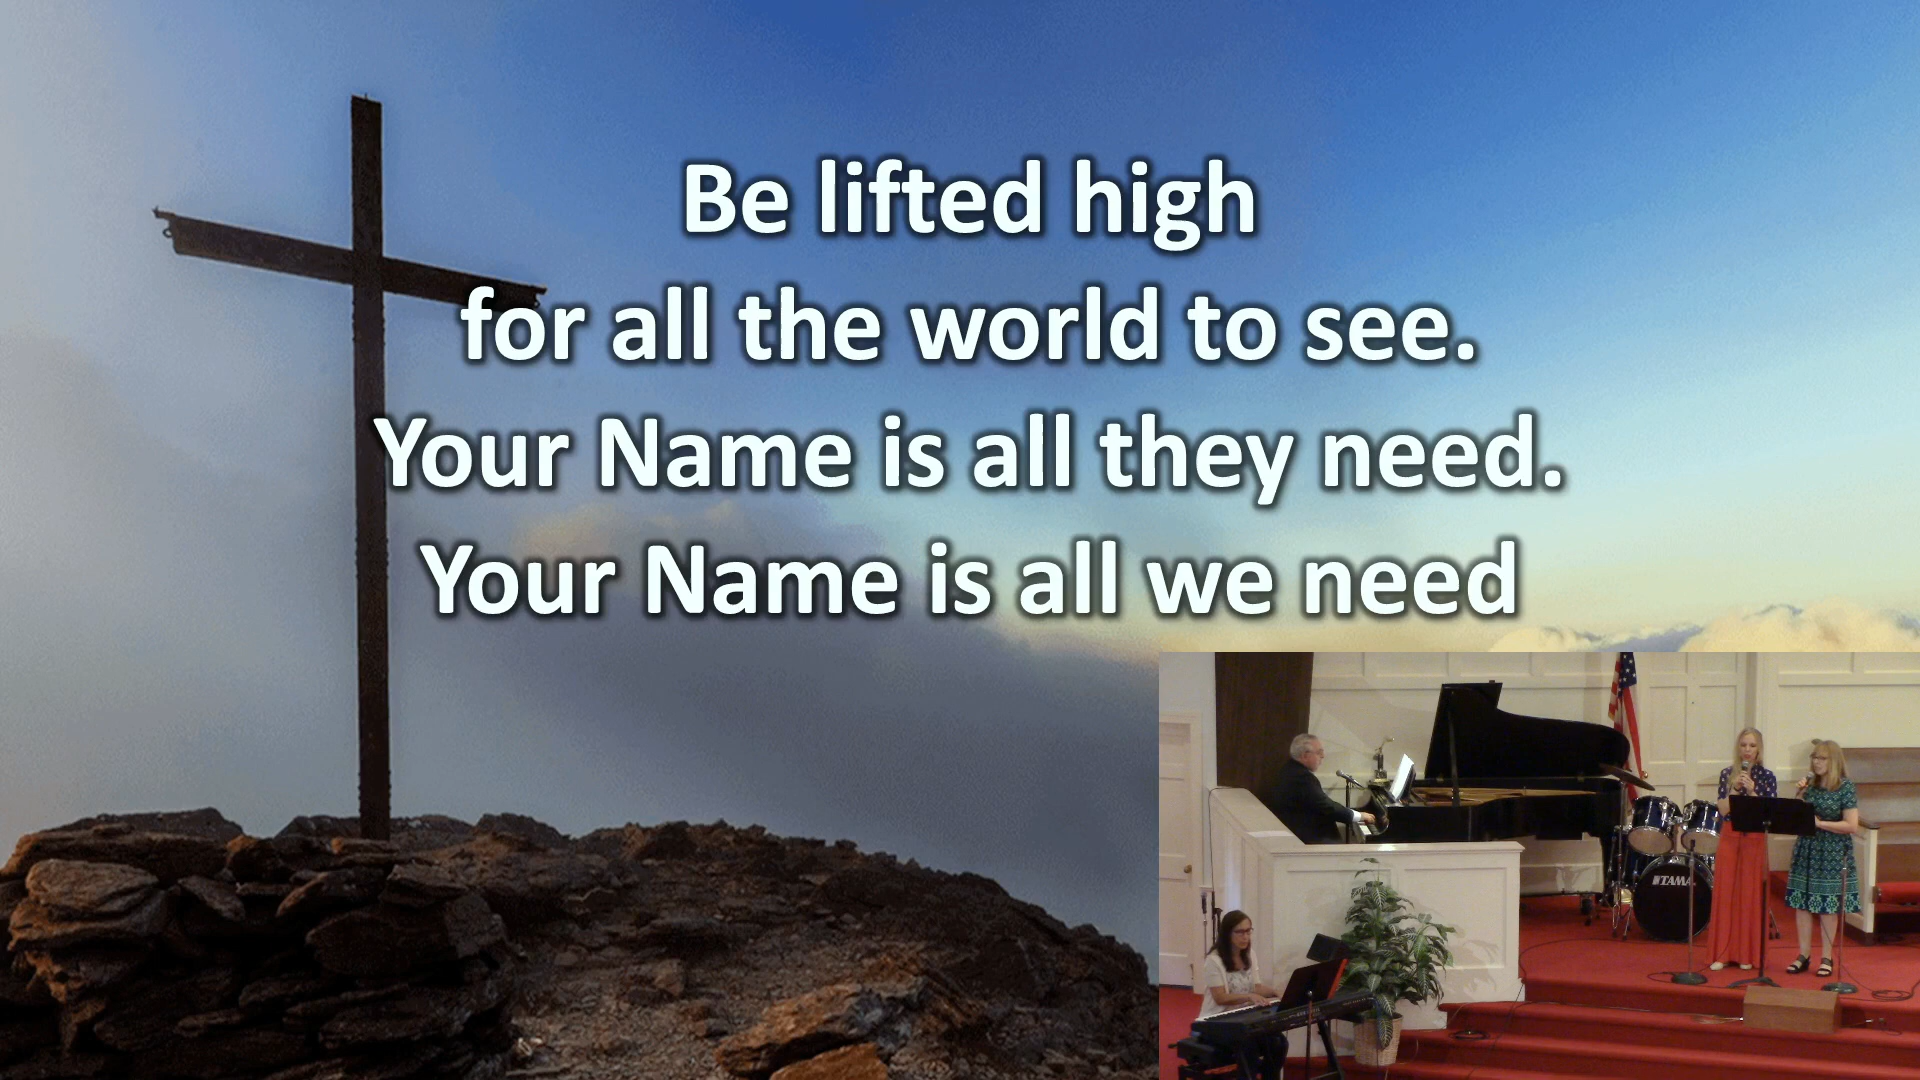 Be lifted high
for all the world to see.
Your Name is all they need.
Your Name is all we need
TAMA